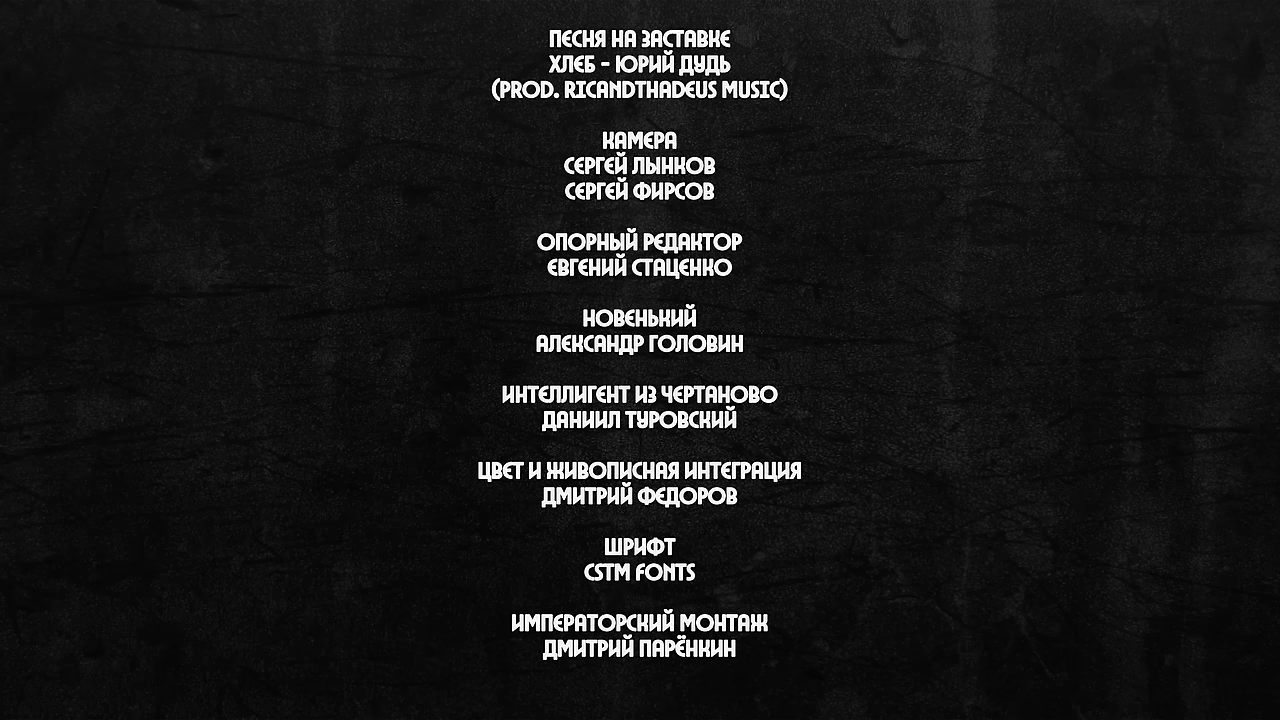 ПЕСНЯ НА ЗАСТАВКЕ
ХЛЕБ - ЮРИЙ ДУДЬ
(PROD. RICANDTHADEUS MUSIC)
КАМЕРА
СЕРГЕЙ ЛЫНКОВ
СЕРГЕЙ ФИРСОВ
ОПОРНЫЙ РЕДАКТОР
ЕВГЕНИЙ СТАЦЕНКО
НОВЕНЬКИЙ
АЛЕКСАНДР ГОЛОВИН
ИНТЕЛЛИГЕНТ ИЗ ЧЕРТАНОВО
ДАНИИЛ ТУРОВСКИЙ
ЦВЕТ И ЖИВОПИСНАЯ ИНТЕГРАЦИЯ
ДМИТРИЙ ФЕДОРОВ
ШРИФТ
CSTM FONTS
ИМПЕРАТОРСКИЙ МОНТАЖ
ДМИТРИЙ ПАРЁНКИН